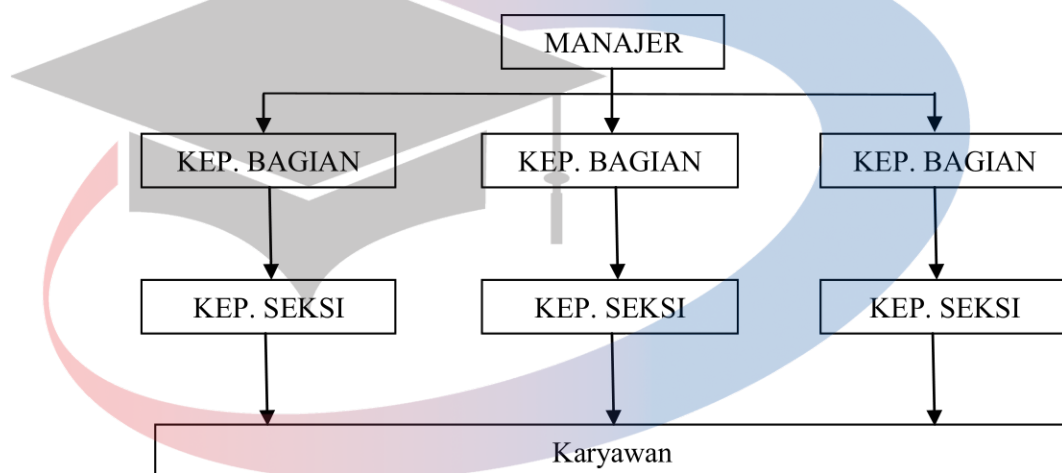 MANAJER
KEP. BAGIAN KEP. BAGIAN KEP. BAGIAN
KEP. SEKSI KEP. SEKSI KEP. SEKSI
Karyawan